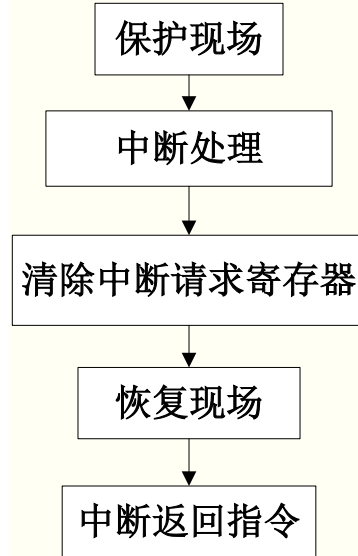 保护现场
中断处理
清除中断请求寄存器
恢复现场
中断返回指令